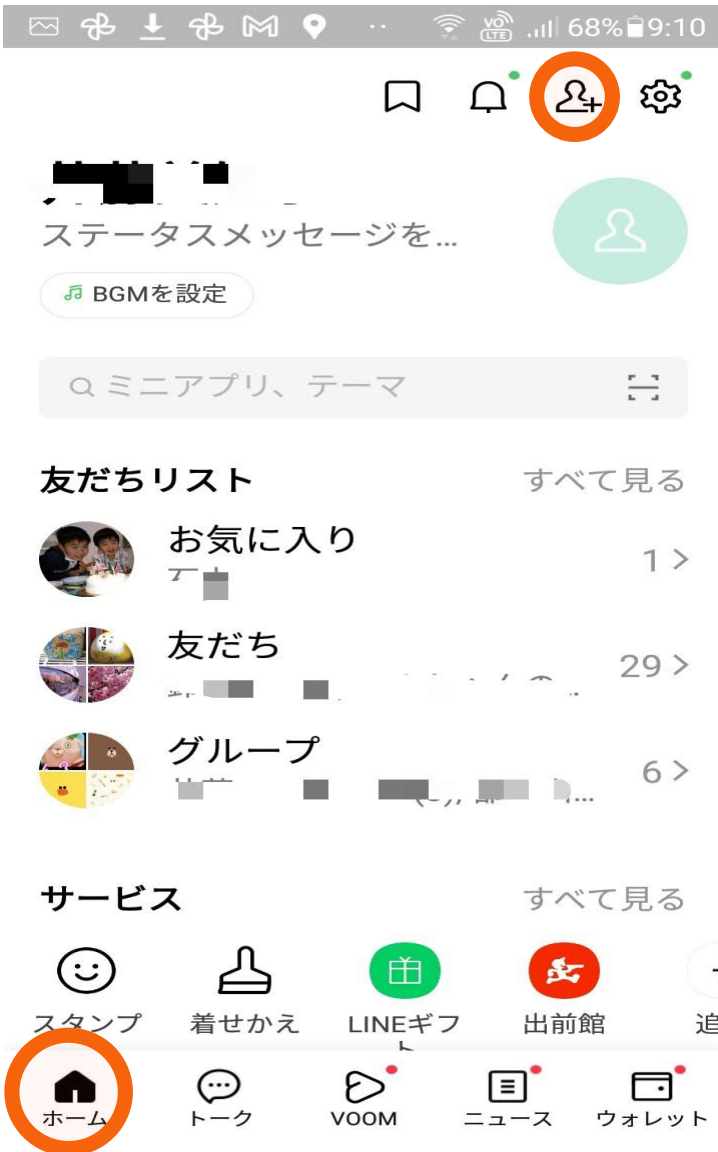 VO
LTE
68% 9:10
ステータスメッセージを...
BGMを設定
ミニアプリ、テーマ
友だちリスト
すべて見る
お気に入り
1
友だち
29
グループ
6
サービス
すべて見る
スタンプ
着せかえ
LINEギフ
ト
出前館
追
ホーム
トーク
VOOM
ニュース
ウォレット